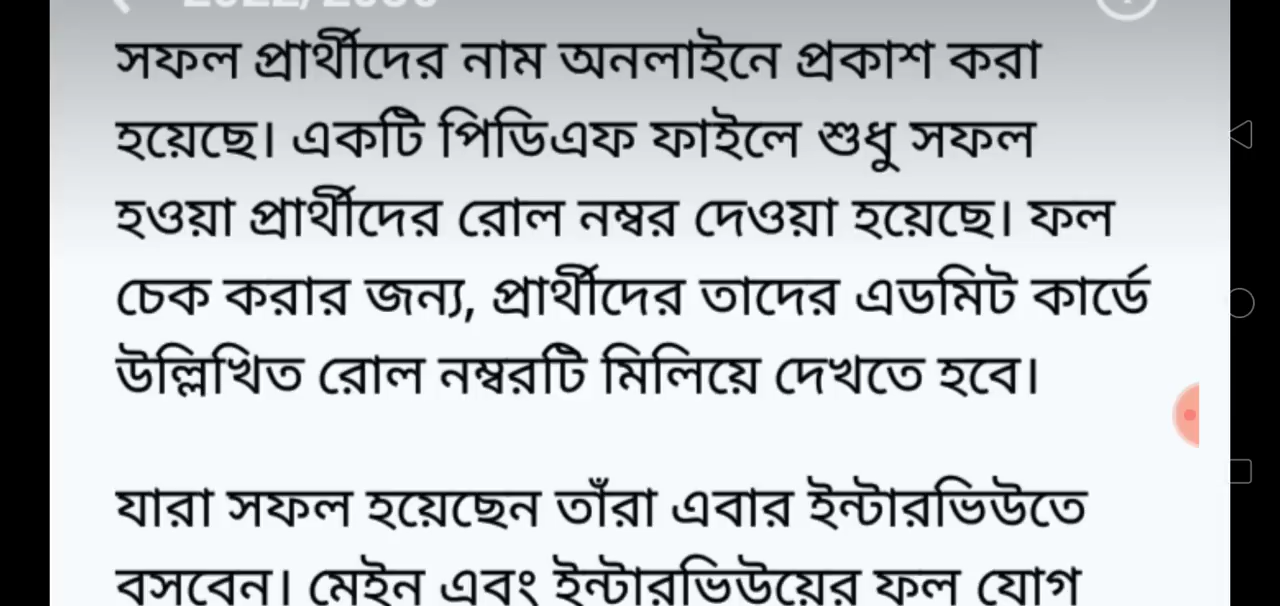 সফল প্রার্থীদের নাম অনলাইনে প্রকাশ করা
হয়েছে। একটি পিডিএফ ফাইলে শুধু সফল
হওয়া প্রার্থীদের রোল নম্বর দেওয়া হয়েছে। ফল
চেক করার জন্য, প্রার্থীদের তাদের এডমিট কার্ডে
উল্লিখিত রোল নম্বরটি মিলিয়ে দেখতে হবে।
যারা সফল হয়েছেন তাঁরা এবার ইন্টারভিউতে
বসবেন। মেইন এবং ইন্টারভিউয়ের ফল যোগ